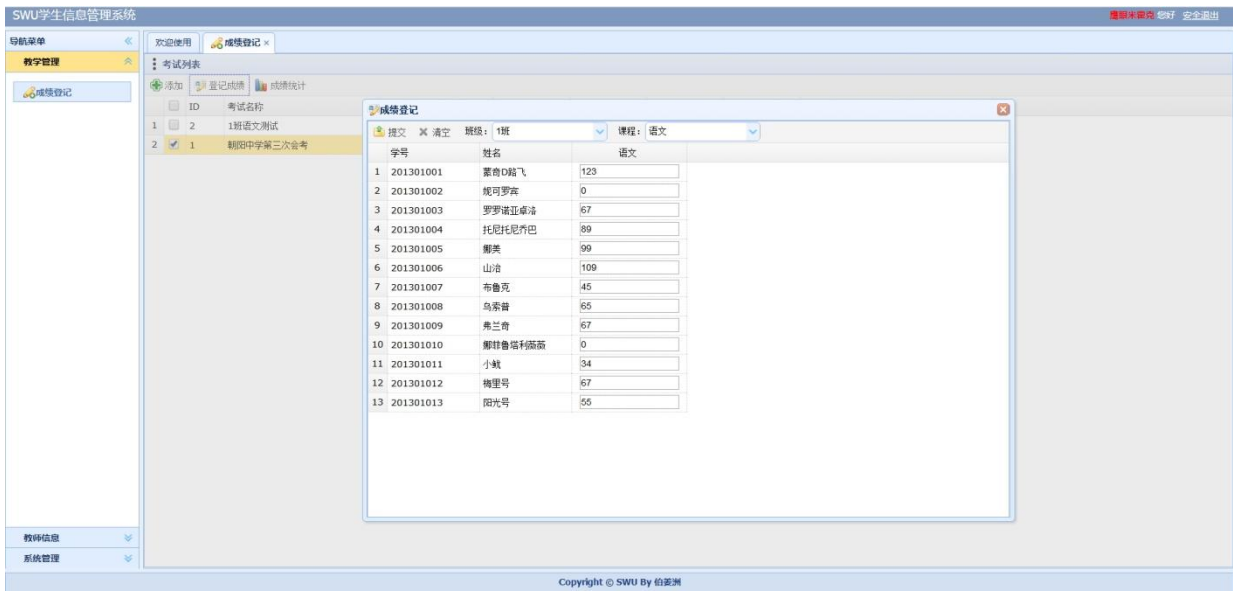 SWU学生信息管理系统
鹰眼米霍克,您好 安全退出
导航菜单
欢迎使用 成绩登记
教学管理
考试列表
成绩登记
添加 登记成绩 成绩统计
ID 考试名称
1 2 1班语文测试
2 1 朝阳中学第三次会考
成绩登记
提交 清空 班级: 1班 课程: 语文
学号 姓名 语文
1 201301001 蒙奇D路飞 123
2 201301002 妮可罗宾 0
3 201301003 罗罗诺亚卓洛 67
4 201301004 托尼托尼乔巴 89
5 201301005 娜美 99
6 201301006 山治 109
7 201301007 布鲁克 45
8 201301008 乌索普 65
9 201301009 弗兰奇 67
10 201301010 娜菲鲁塔利薇薇 0
11 201301011 小 34
12 201301012 梅里号 67
13 201301013 阳光号 55
教师信息
系统管理
Copyright © SWU By